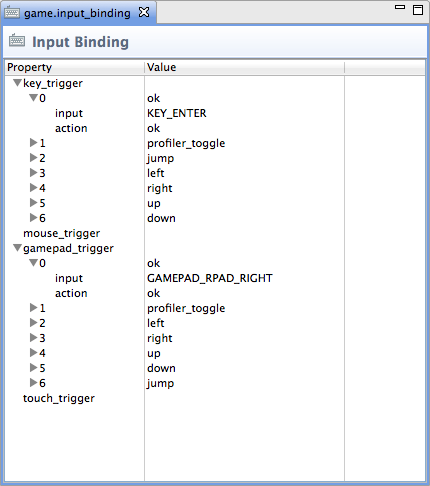 game.input_binding
Input Binding
Property Value
key_trigger
0 ok
input KEY_ENTER
action ok
1 profiler_toggle
2 jump
3 left
4 right
5 up
6 down
mouse_trigger
gamepad_trigger
0 ok
input GAMEPAD_RPAD_RIGHT
action ok
1 profiler_toggle
2 left
3 right
4 up
5 down
6 jump
touch_trigger